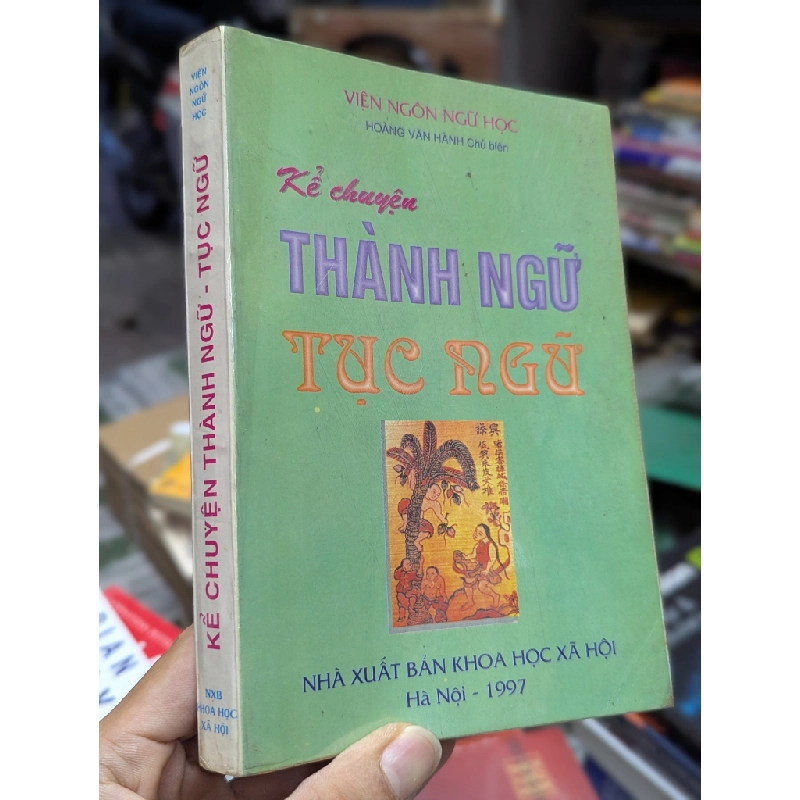 VIỆN NGÔN NGỮ HỌC
HOÀNG VĂN HÀNH Chủ biên
Kể chuyện
THÀNH NGỮ
TỤC NGỮ
NHÀ XUẤT BẢN KHOA HỌC XÃ HỘI
Hà Nội - 1997
VIỆN
NGÔN
NGỮ
HỌC
KỂ CHUYỆN THÀNH NGỮ - TỤC NGỮ
NXB
KHOA HỌC
XÃ HỘI